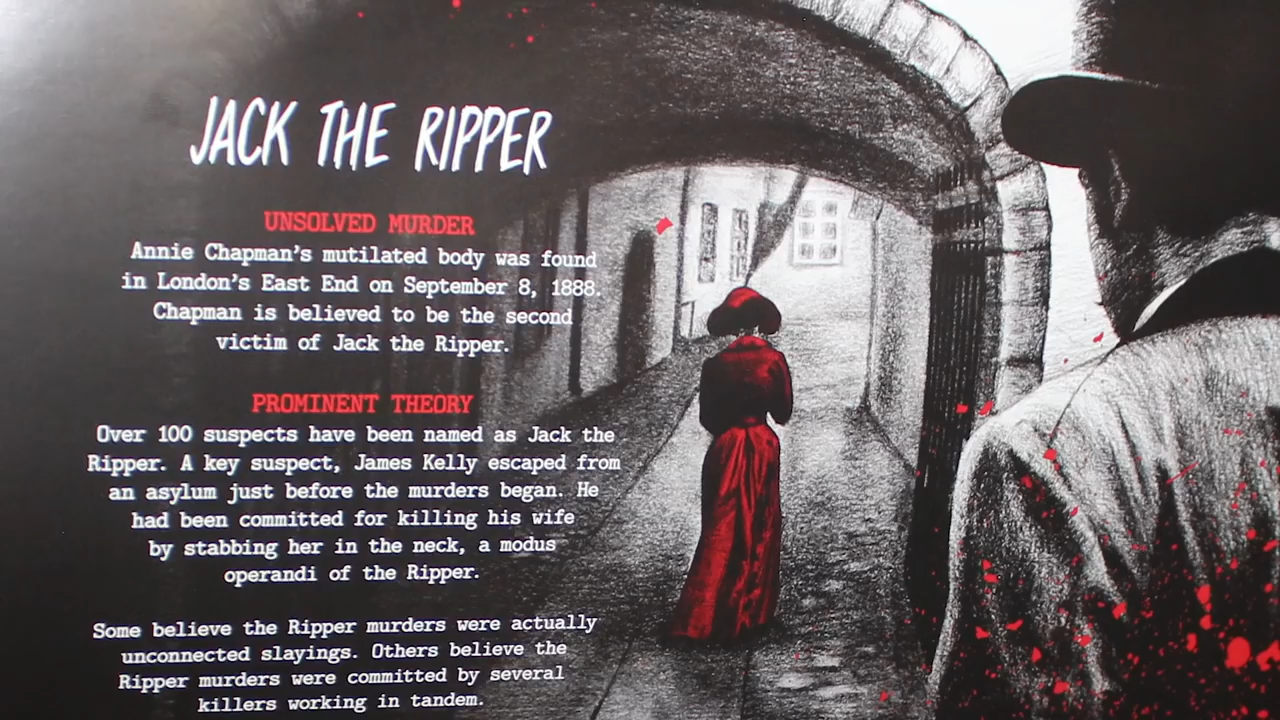 JACK THE RIPPER
UNSOLVED MURDER
Annie Chapman's mutilated body was found
in London's East End on September 8, 1888.
Chapman is believed to be the second
victim of Jack the Ripper.
PROMINENT THEORY
Over 100 suspects have been named as Jack the
Ripper. A key suspect, James Kelly escaped from
an asylum just before the murders began. He
had been committed for killing his wife
by stabbing her in the neck, a modus
operandi of the Ripper.
Some believe the Ripper murders were actually
unconnected slayings. Others believe the
Ripper murders were committed by several
killers working in tandem.